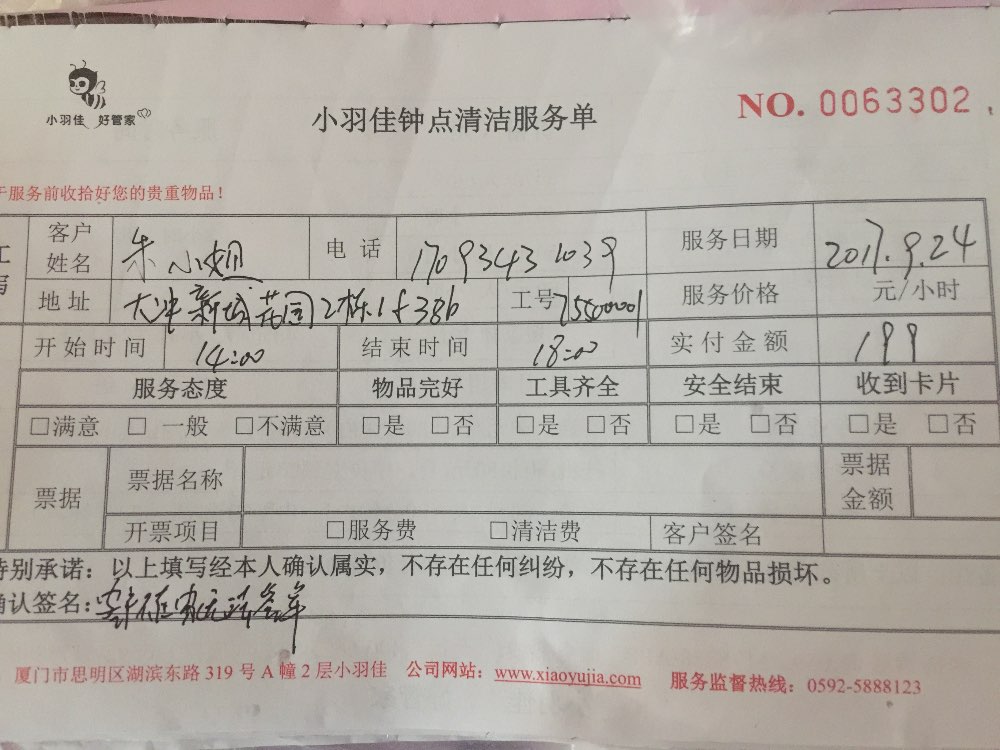 小羽佳 好管家
小羽佳钟点清洁服务单
NO. 0063302
服务前收拾好您的贵重物品！
客户姓名 朱小姐 电话 17093431039 服务日期 2017.9.24
地址 大冲新城花园2栋1f38b 工号 服务价格 元/小时
开始时间 14:00 结束时间 18:00 实付金额 199
服务态度 物品完好 工具齐全 安全结束 收到卡片
□满意 □一般 □不满意 □是 □否 □是 □否 □是 □否 □是 □否
票据 票据名称 票据金额
开票项目 □服务费 □清洁费 客户签名
特别承诺：以上填写经本人确认属实，不存在任何纠纷，不存在任何物品损坏。
确认签名：
厦门市思明区湖滨东路 319 号 A 幢 2 层小羽佳 公司网站：www.xiaoyujia.com 服务监督热线：0592-5888123